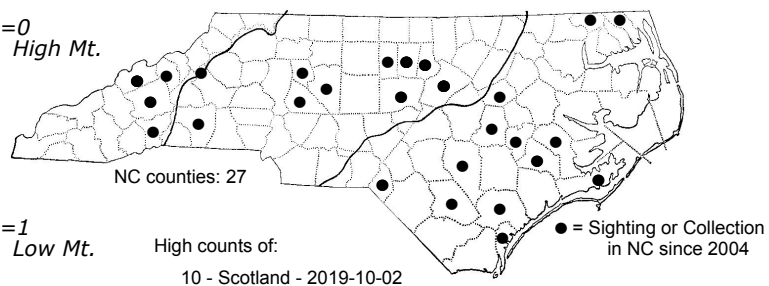 =0
High Mt.
NC counties: 27
=1
Low Mt.
High counts of:
10 - Scotland - 2019-10-02
● = Sighting or Collection
in NC since 2004